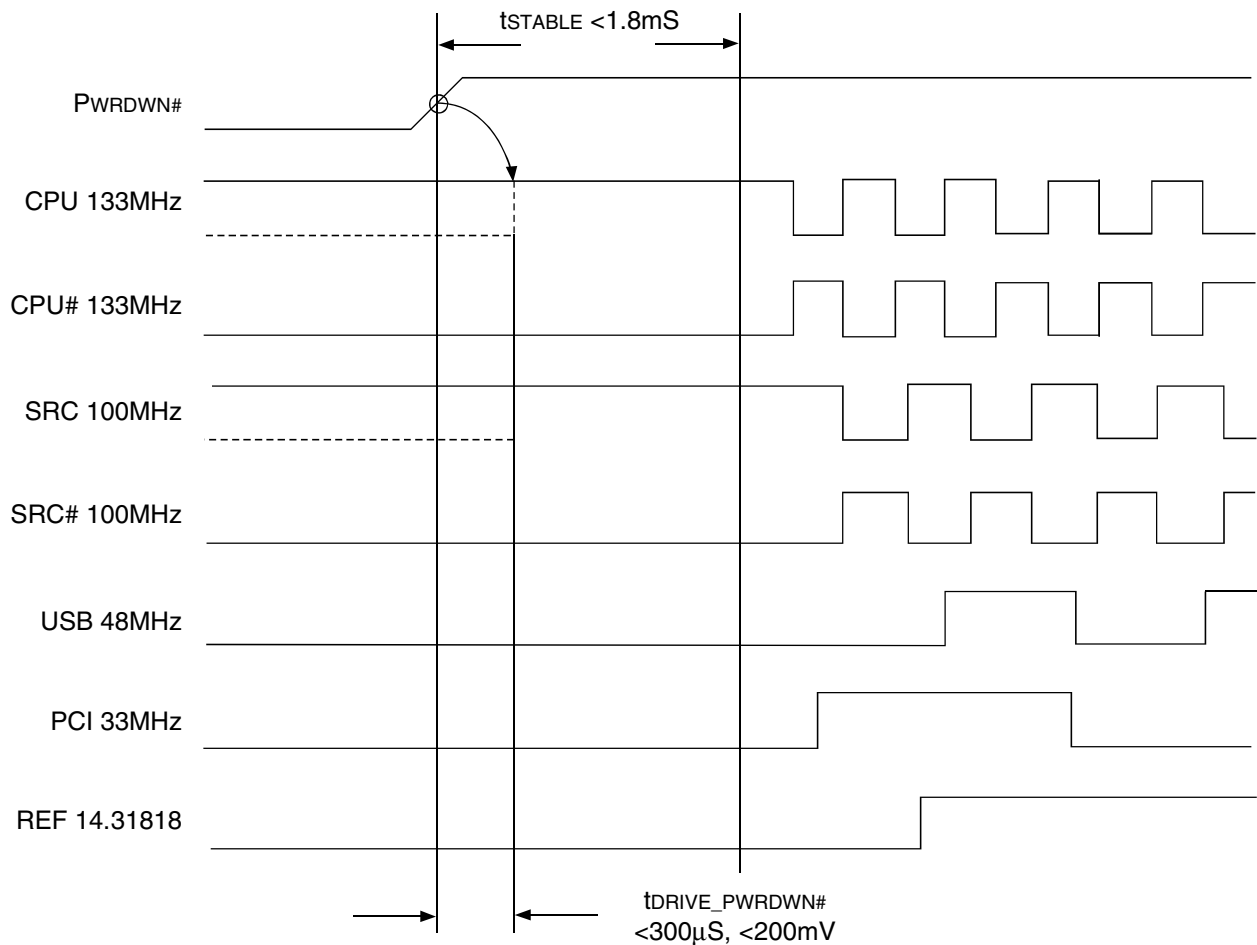 tSTABLE <1.8mS
PWRDWN#
CPU 133MHz
CPU# 133MHz
SRC 100MHz
SRC# 100MHz
USB 48MHz
PCI 33MHz
REF 14.31818
tDRIVE_PWRDWN#
<300μS, <200mV